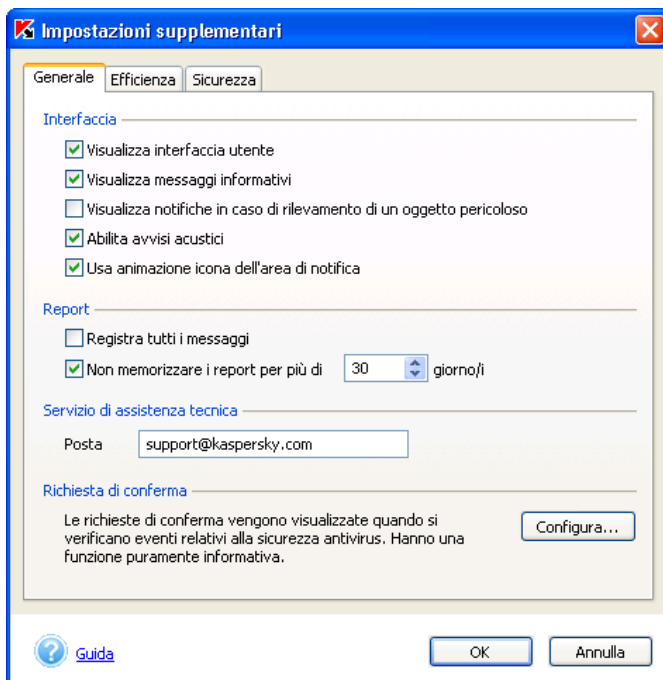 Impostazioni supplementari
Generale Efficienza Sicurezza
Interfaccia
Visualizza interfaccia utente
Visualizza messaggi informativi
Visualizza notifiche in caso di rilevamento di un oggetto pericoloso
Abilita avvisi acustici
Usa animazione icona dell'area di notifica
Report
Registra tutti i messaggi
Non memorizzare i report per più di 30 giorno/i
Servizio di assistenza tecnica
Posta support@kaspersky.com
Richiesta di conferma
Le richieste di conferma vengono visualizzate quando si
verificano eventi relativi alla sicurezza antivirus. Hanno una
funzione puramente informativa.
Configura...
Guida OK Annulla